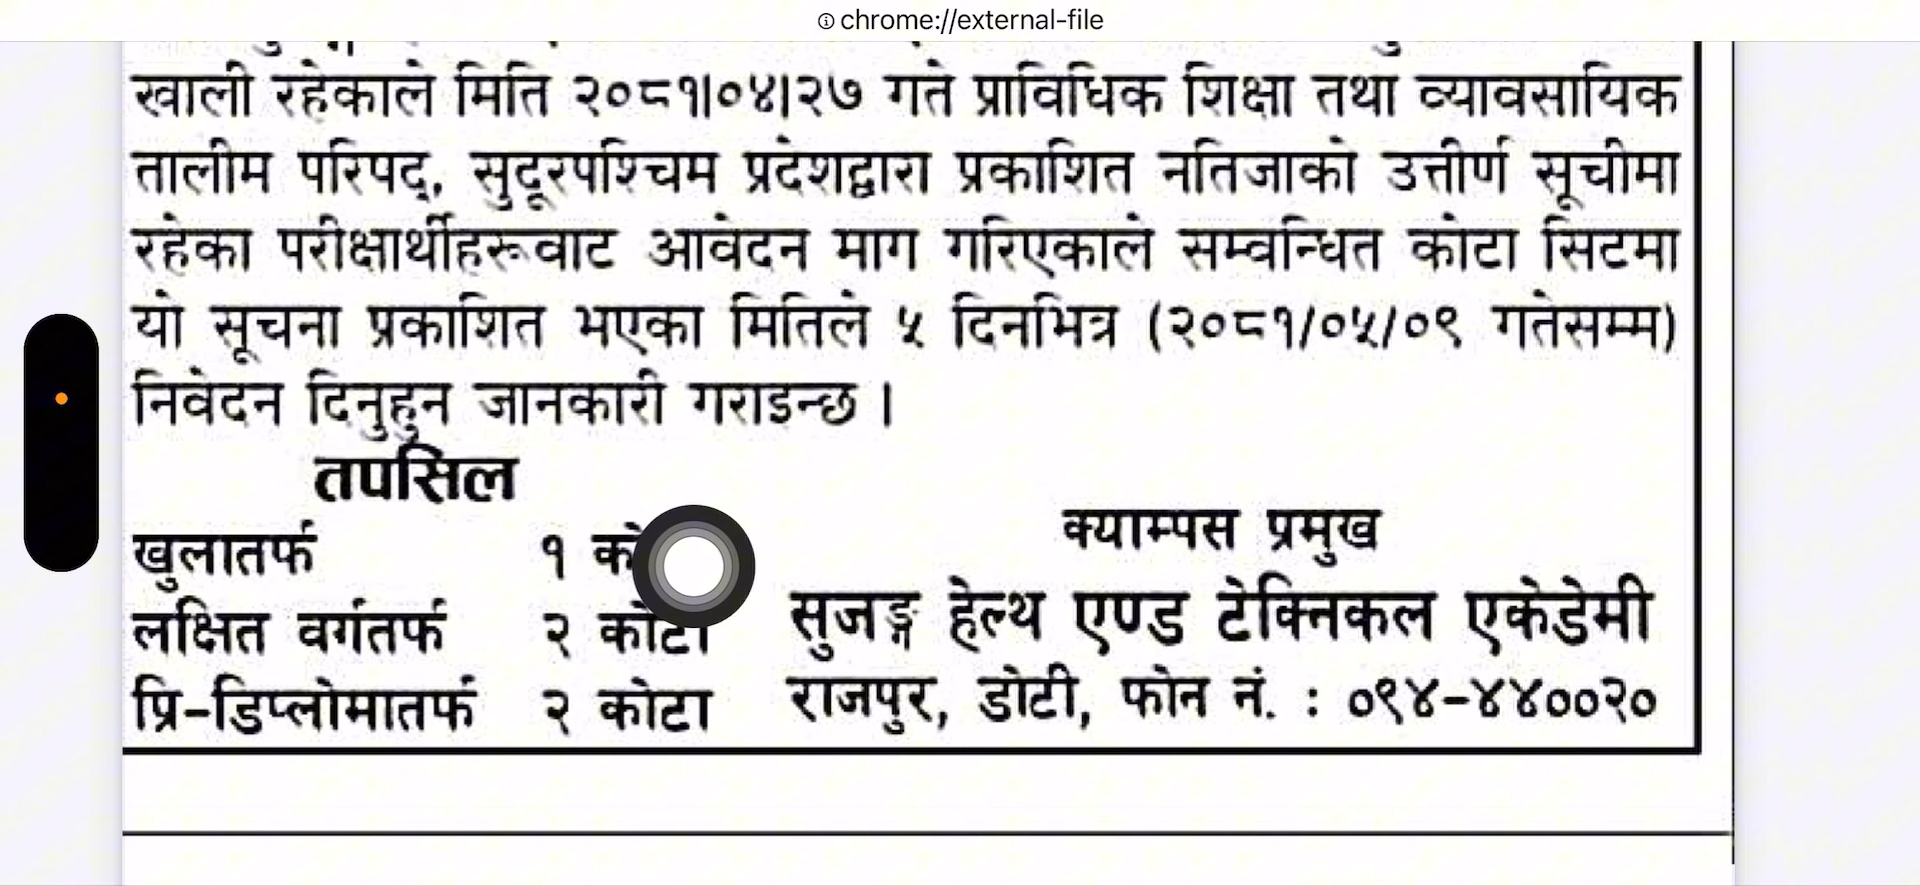 chrome://external-file
खाली रहेकाले मिति २०८१|०४|२७ गते प्राविधिक शिक्षा तथा व्यावसायिक
तालीम परिषद्, सुदूरपश्चिम प्रदेशद्वारा प्रकाशित नतिजाको उत्तीर्ण सूचीमा
रहेका परीक्षार्थीहरूवाट आवेदन माग गरिएकाले सम्वन्धित कोटा सिटमा
यो सूचना प्रकाशित भएका मितिले ५ दिनभित्र (२०८१/०५/०९ गतेसम्म)
निवेदन दिनुहुन जानकारी गराइन्छ ।
तपसिल
खुलातर्फ १
लक्षित वर्गतर्फ २ कोटा
प्रि-डिप्लोमातर्फ २ कोटा
क्याम्पस प्रमुख
सुजङ्ग हेल्थ एण्ड टेक्निकल एकेडेमी
राजपुर, डोटी, फोन नं. : ०९४-४४००२०